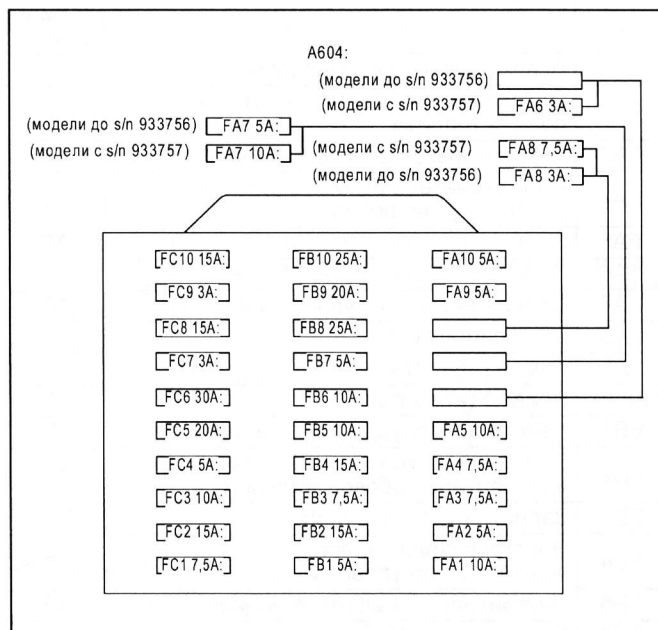 A604:
(модели до s/n 933756)
(модели с s/n 933757) FA6 3A:
(модели до s/n 933756) FA7 5A:
(модели с s/n 933757) FA7 10A:
(модели с s/n 933757) FA8 7,5A:
(модели до s/n 933756) FA8 3A:
FC10 15A: FB10 25A: FA10 5A:
FC9 3A: FB9 20A: FA9 5A:
FC8 15A: FB8 25A:
FC7 3A: FB7 5A:
FC6 30A: FB6 10A:
FC5 20A: FB5 10A: FA5 10A:
FC4 5A: FB4 15A: FA4 7,5A:
FC3 10A: FB3 7,5A: FA3 7,5A:
FC2 15A: FB2 15A: FA2 5A:
FC1 7,5A: FB1 5A: FA1 10A: